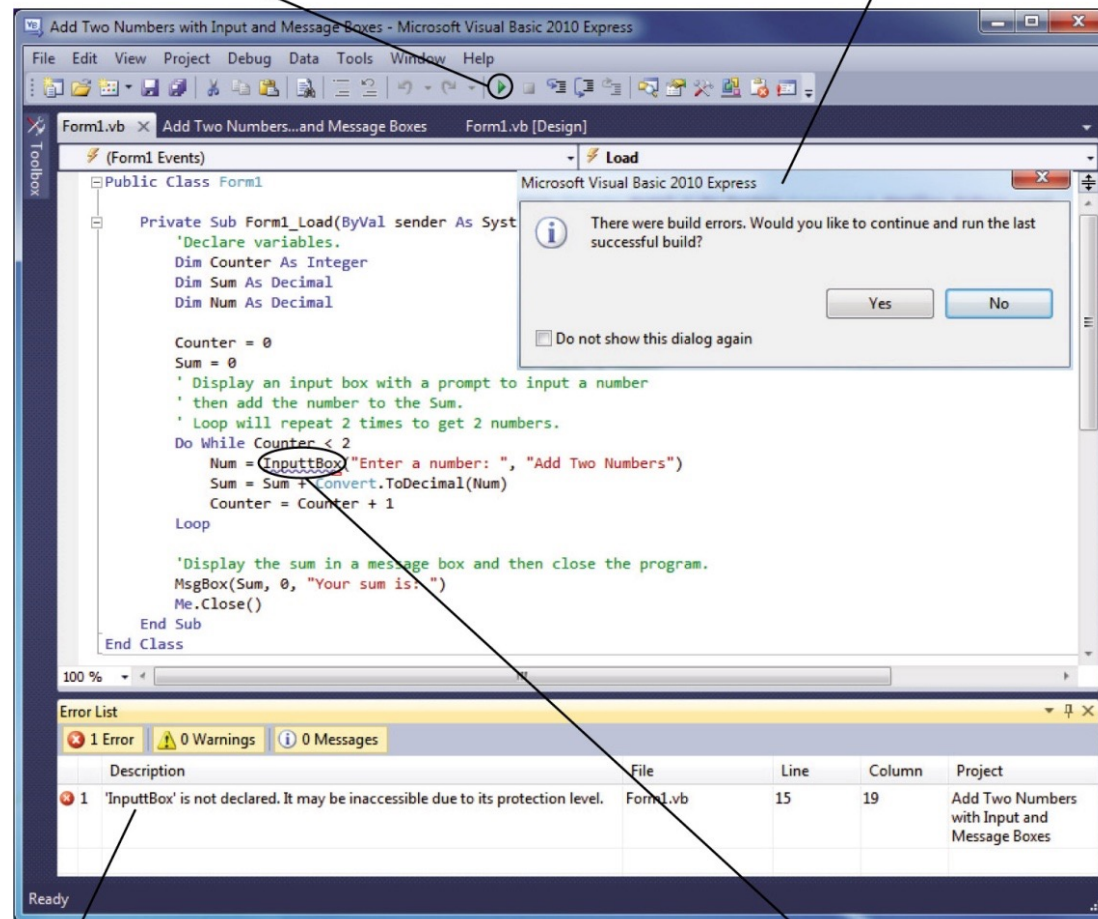 Add Two Numbers with Input and Message Boxes - Microsoft Visual Basic 2010 Express
File Edit View Project Debug Data Tools Window Help
Form1.vb Add Two Numbers...and Message Boxes Form1.vb [Design]
Toolbox
(Form1 Events) Load
Public Class Form1
Private Sub Form1_Load(ByVal sender As Syst
'Declare variables.
Dim Counter As Integer
Dim Sum As Decimal
Dim Num As Decimal
Counter = 0
Sum = 0
' Display an input box with a prompt to input a number
' then add the number to the Sum.
' Loop will repeat 2 times to get 2 numbers.
Do While Counter < 2
Num = InputtBox("Enter a number: ", "Add Two Numbers")
Sum = Sum + Convert.ToDecimal(Num)
Counter = Counter + 1
Loop
'Display the sum in a message box and then close the program.
MsgBox(Sum, 0, "Your sum is: ")
Me.Close()
End Sub
End Class
Microsoft Visual Basic 2010 Express
There were build errors. Would you like to continue and run the last
successful build?
Yes No
Do not show this dialog again
100 %
Error List
1 Error 0 Warnings 0 Messages
Description File Line Column Project
1 'InputtBox' is not declared. It may be inaccessible due to its protection level. Form1.vb 15 19 Add Two Numbers
with Input and
Message Boxes
Ready